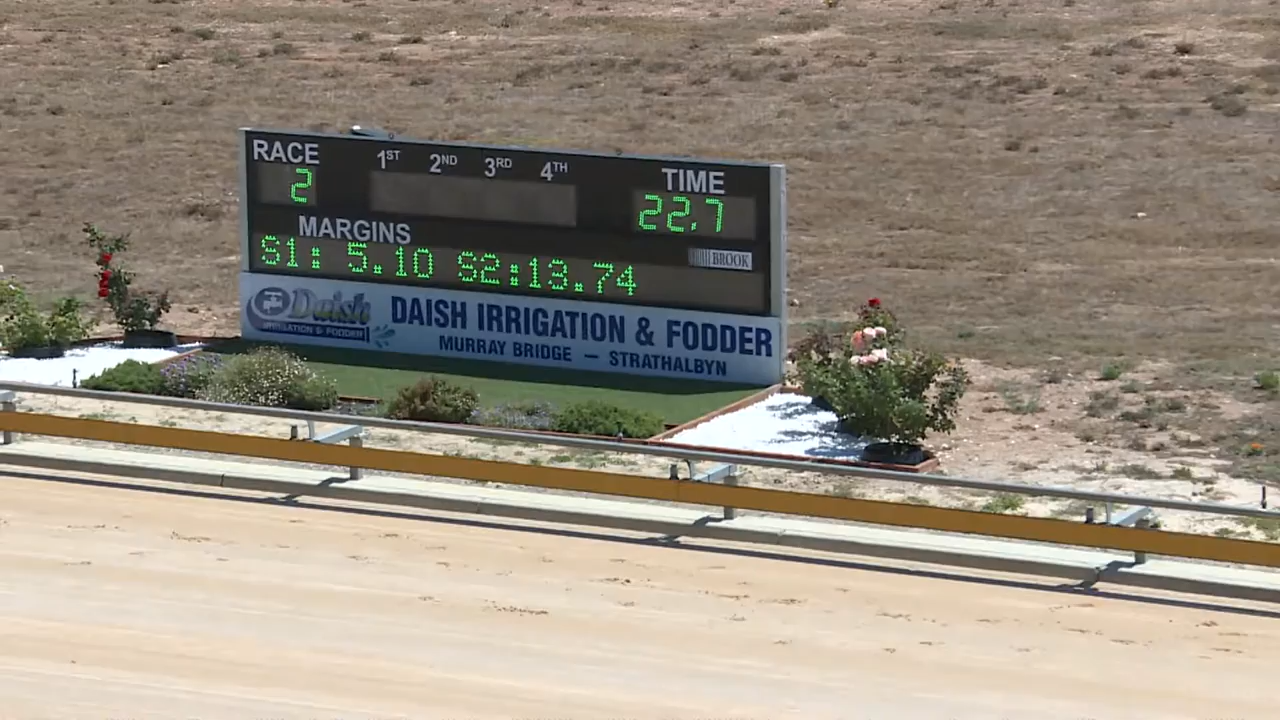 RACE 1ST 2ND 3RD 4TH TIME
2 22.7
MARGINS
BROOK
S1: 5.10 S2:13.74
Daish
IRRIGATION & FODDER
DAISH IRRIGATION & FODDER
MURRAY BRIDGE — STRATHALBYN